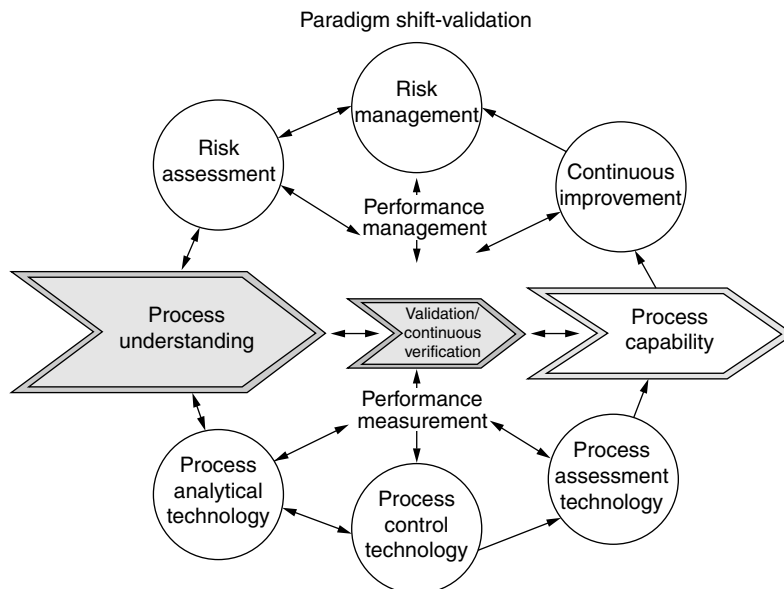 Paradigm shift-validation
Risk
management
Risk
assessment
Continuous
improvement
Performance
management
Process
understanding
Validation/
continuous
verification
Process
capability
Performance
measurement
Process
analytical
technology
Process
control
technology
Process
assessment
technology